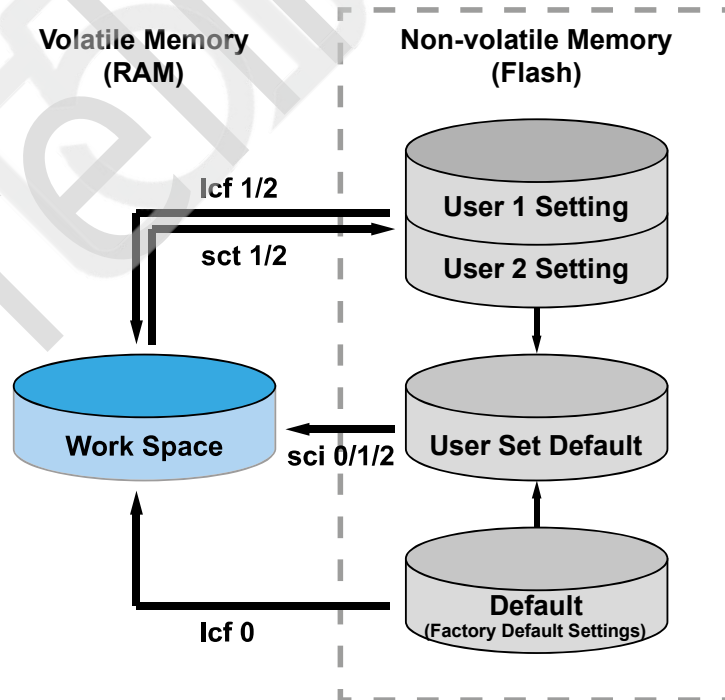 Volatile Memory
(RAM)
Non-volatile Memory
(Flash)
lcf 1/2
sct 1/2
User 1 Setting
User 2 Setting
Work Space
sci 0/1/2
User Set Default
lcf 0
Default
(Factory Default Settings)